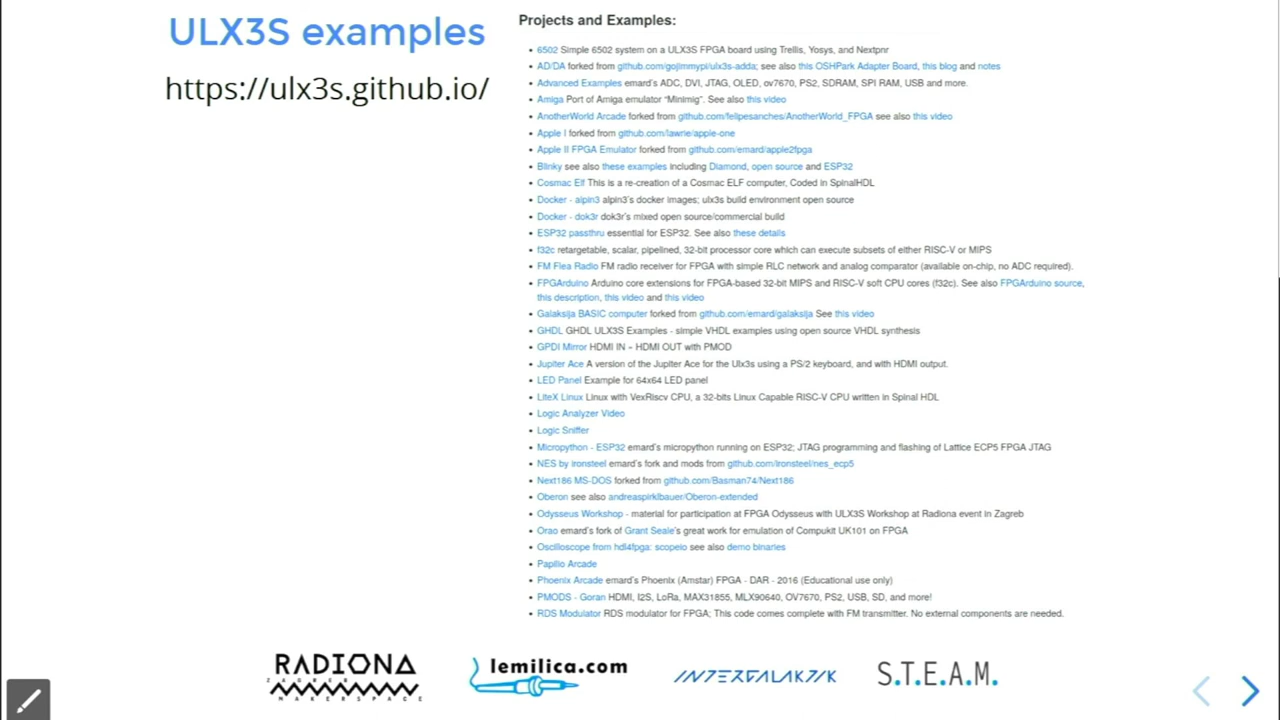 ULX3S examples
https://ulx3s.github.io/
Projects and Examples:
• 6502 Simple 6502 system on a ULX3S FPGA board using Trellis, Yosys, and Nextpnr
• AD/DA forked from github.com/gojimmypi/ulx3s-adda; see also this OSHPark Adapter Board, this blog and notes
• Advanced Examples emard's ADC, DVI, JTAG, OLED, ov7670, PS2, SDRAM, SPI RAM, USB and more.
• Amiga Port of Amiga emulator “Minimig”. See also this video
• AnotherWorld Arcade forked from github.com/felipesanches/AnotherWorld_FPGA see also this video
• Apple I forked from github.com/lawrie/apple-one
• Apple II FPGA Emulator forked from github.com/emard/apple2fpga
• Blinky see also these examples including Diamond, open source and ESP32
• Cosmac Elf This is a re-creation of a Cosmac ELF computer, Coded in SpinalHDL
• Docker - alpin3 alpin3's docker images; ulx3s build environment open source
• Docker - dok3r dok3r's mixed open source/commercial build
• ESP32 passthru essential for ESP32. See also these details
• f32c retargetable, scalar, pipelined, 32-bit processor core which can execute subsets of either RISC-V or MIPS
• FM Flea Radio FM radio receiver for FPGA with simple RLC network and analog comparator (available on-chip, no ADC required).
• FPGArduino Arduino core extensions for FPGA-based 32-bit MIPS and RISC-V soft CPU cores (f32c). See also FPGArduino source,
this description, this video and this video
• Galaksija BASIC computer forked from github.com/emard/galaksija See this video
• GHDL GHDL ULX3S Examples - simple VHDL examples using open source VHDL synthesis
• GPDI Mirror HDMI IN – HDMI OUT with PMOD
• Jupiter Ace A version of the Jupiter Ace for the Ulx3s using a PS/2 keyboard, and with HDMI output.
• LED Panel Example for 64x64 LED panel
• LiteX Linux Linux with VexRiscv CPU, a 32-bits Linux Capable RISC-V CPU written in Spinal HDL
• Logic Analyzer Video
• Logic Sniffer
• Micropython - ESP32 emard's micropython running on ESP32; JTAG programming and flashing of Lattice ECP5 FPGA JTAG
• NES by ironsteel emard's fork and mods from github.com/ironsteel/nes_ecp5
• Next186 MS-DOS forked from github.com/Basman74/Next186
• Oberon see also andreaspirklbauer/Oberon-extended
• Odysseus Workshop - material for participation at FPGA Odysseus with ULX3S Workshop at Radiona event in Zagreb
• Orao emard's fork of Grant Seale's great work for emulation of Compukit UK101 on FPGA
• Oscilloscope from hdl4fpga: scopeio see also demo binaries
• Papilio Arcade
• Phoenix Arcade emard's Phoenix (Amstar) FPGA - DAR - 2016 (Educational use only)
• PMODS - Goran HDMI, I2S, LoRa, MAX31855, MLX90640, OV7670, PS2, USB, SD, and more!
• RDS Modulator RDS modulator for FPGA; This code comes complete with FM transmitter. No external components are needed.
RADIONA
ZAGREB
MAKERSPACE
lemilica.com
INTERGALAKTIK
S.T.E.A.M.